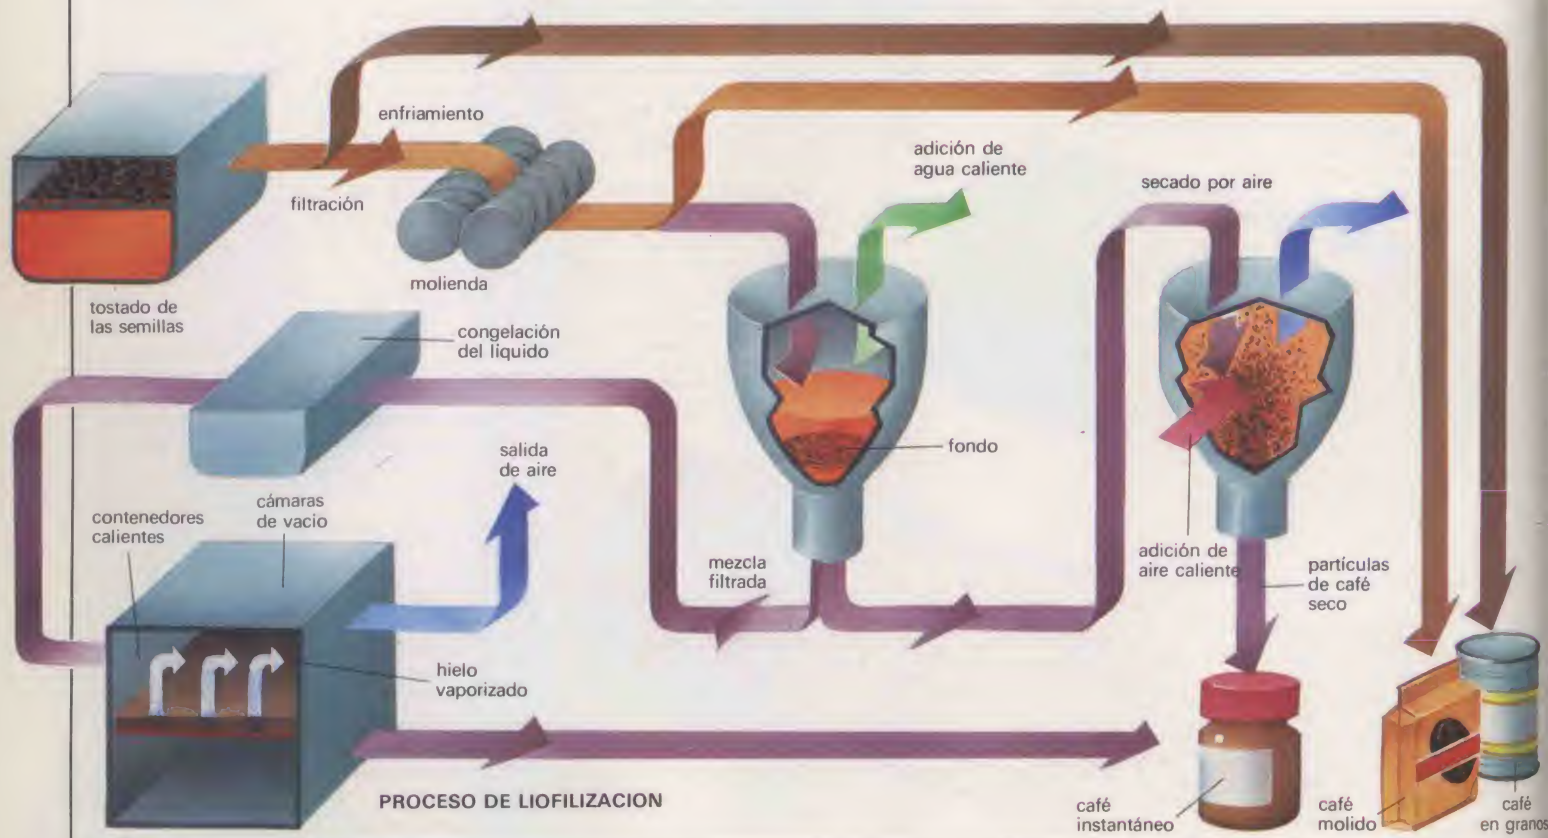 enfriamiento
filtración
molienda
tostado de
las semillas
adición de
agua caliente
secado por aire
congelación
del líquido
fondo
salida
de aire
contenedores
calientes
cámaras
de vacio
mezcla
filtrada
adición de
aire caliente
partículas
de café
seco
hielo
vaporizado
PROCESO DE LIOFILIZACION
café
instantáneo
café
molido
café
en granos